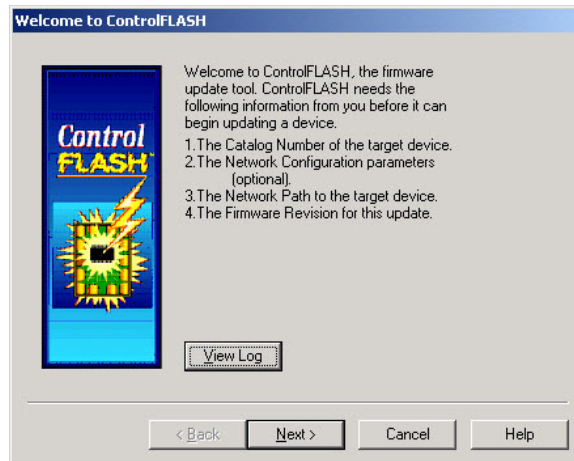 Welcome to ControlFLASH
Control
FLASH
Welcome to ControlFLASH, the firmware
update tool. ControlFLASH needs the
following information from you before it can
begin updating a device.
1.The Catalog Number of the target device.
2.The Network Configuration parameters
(optional).
3.The Network Path to the target device.
4.The Firmware Revision for this update.
View Log
< Back
Next >
Cancel
Help